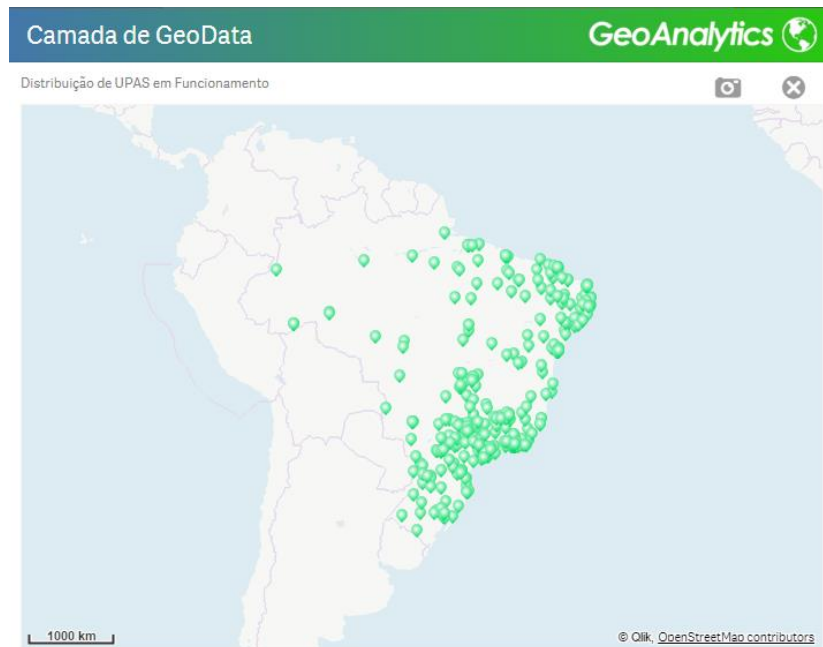 Camada de GeoData
GeoAnalytics
Distribuição de UPAS em Funcionamento
1000 km
© Qlik, OpenStreetMap contributors